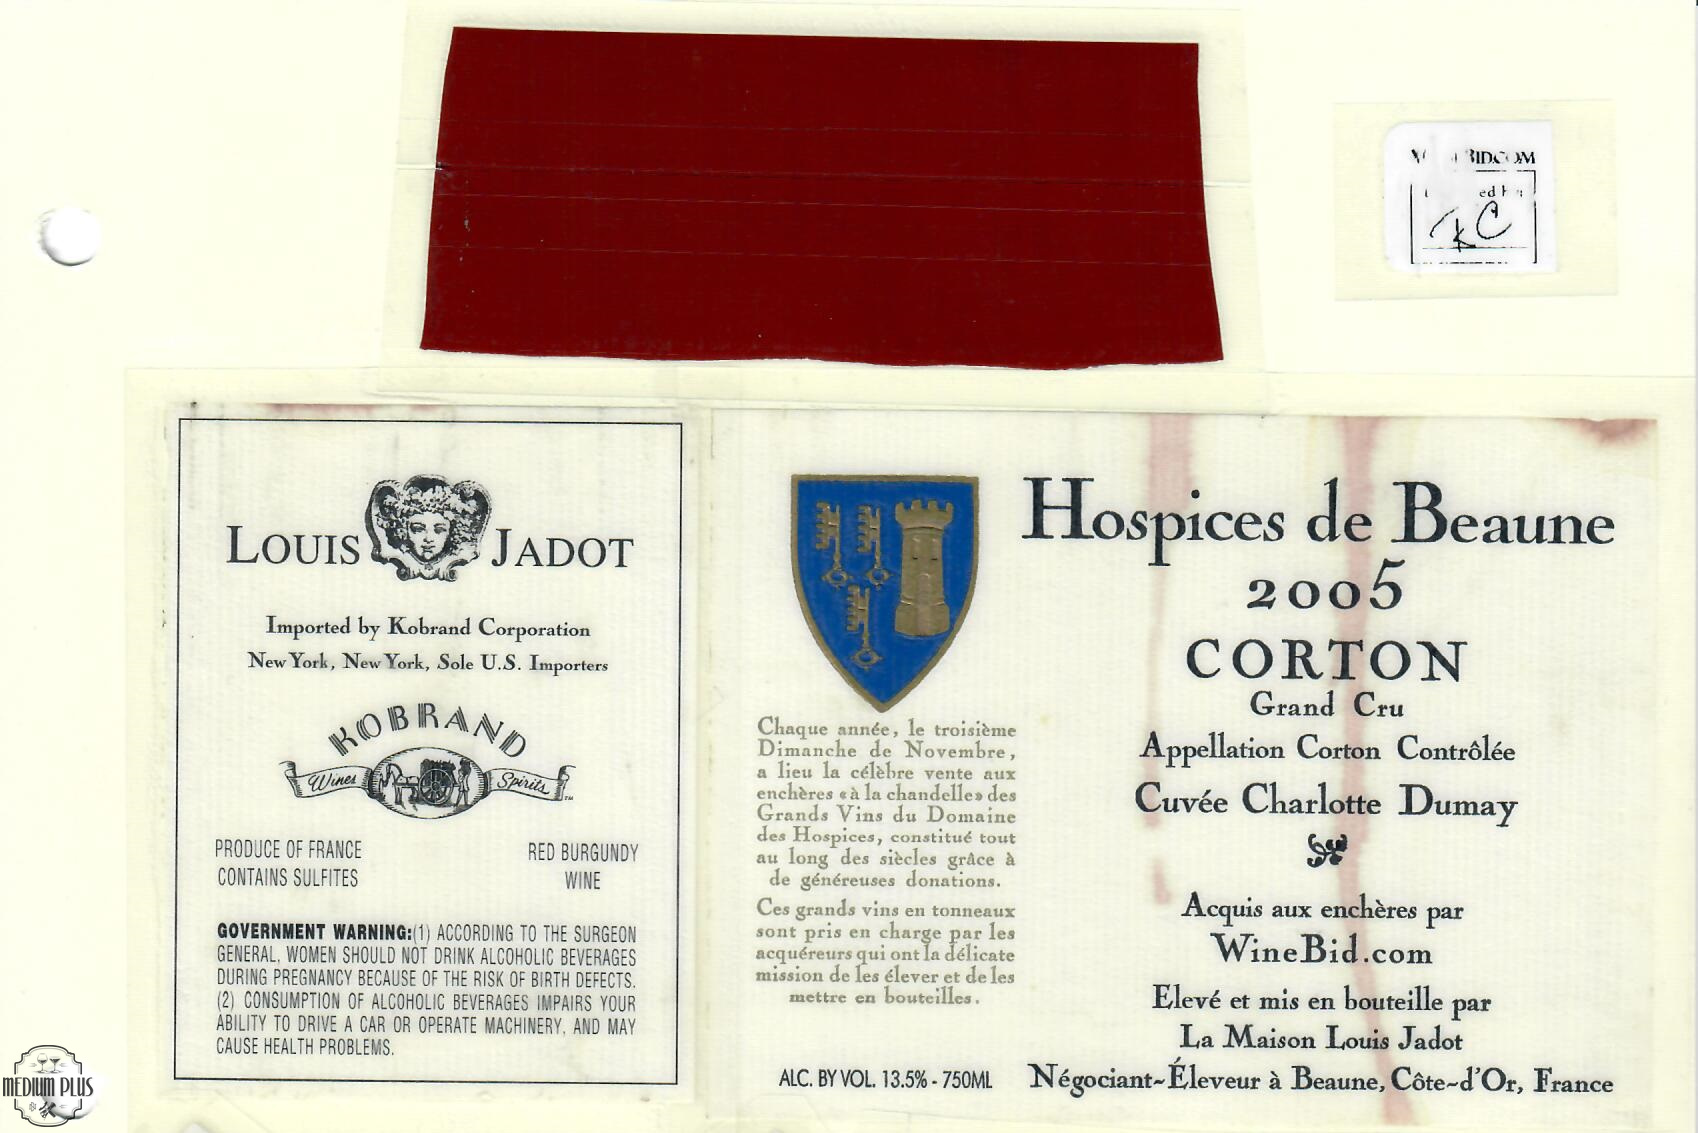 BID.COM
RC
LOUIS JADOT
Imported by Kobrand Corporation
New York, New York, Sole U.S. Importers
KOBRAND
Wines Spirits
TM
PRODUCE OF FRANCE
CONTAINS SULFITES
RED BURGUNDY
WINE
GOVERNMENT WARNING:(1) ACCORDING TO THE SURGEON
GENERAL, WOMEN SHOULD NOT DRINK ALCOHOLIC BEVERAGES
DURING PREGNANCY BECAUSE OF THE RISK OF BIRTH DEFECTS.
(2) CONSUMPTION OF ALCOHOLIC BEVERAGES IMPAIRS YOUR
ABILITY TO DRIVE A CAR OR OPERATE MACHINERY, AND MAY
CAUSE HEALTH PROBLEMS.
Chaque année, le troisième
Dimanche de Novembre,
a lieu la célèbre vente aux
enchères «à la chandelle» des
Grands Vins du Domaine
des Hospices, constitué tout
au long des siècles grâce à
de généreuses donations.
Ces grands vins en tonneaux
sont pris en charge par les
acquéreurs qui ont la délicate
mission de les élever et de les
mettre en bouteilles.
ALC. BY VOL. 13.5% - 750ML
Hospices de Beaune
2005
CORTON
Grand Cru
Appellation Corton Contrôlée
Cuvée Charlotte Dumay
Acquis aux enchères par
WineBid.com
Elevé et mis en bouteille par
La Maison Louis Jadot
Négociant-Éleveur à Beaune, Côte-d'Or, France
MEDIUM PLUS